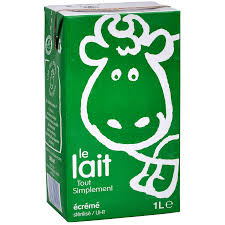 le
lait
Tout
Simplement
écrémé
stérilisé / UHT
1L e